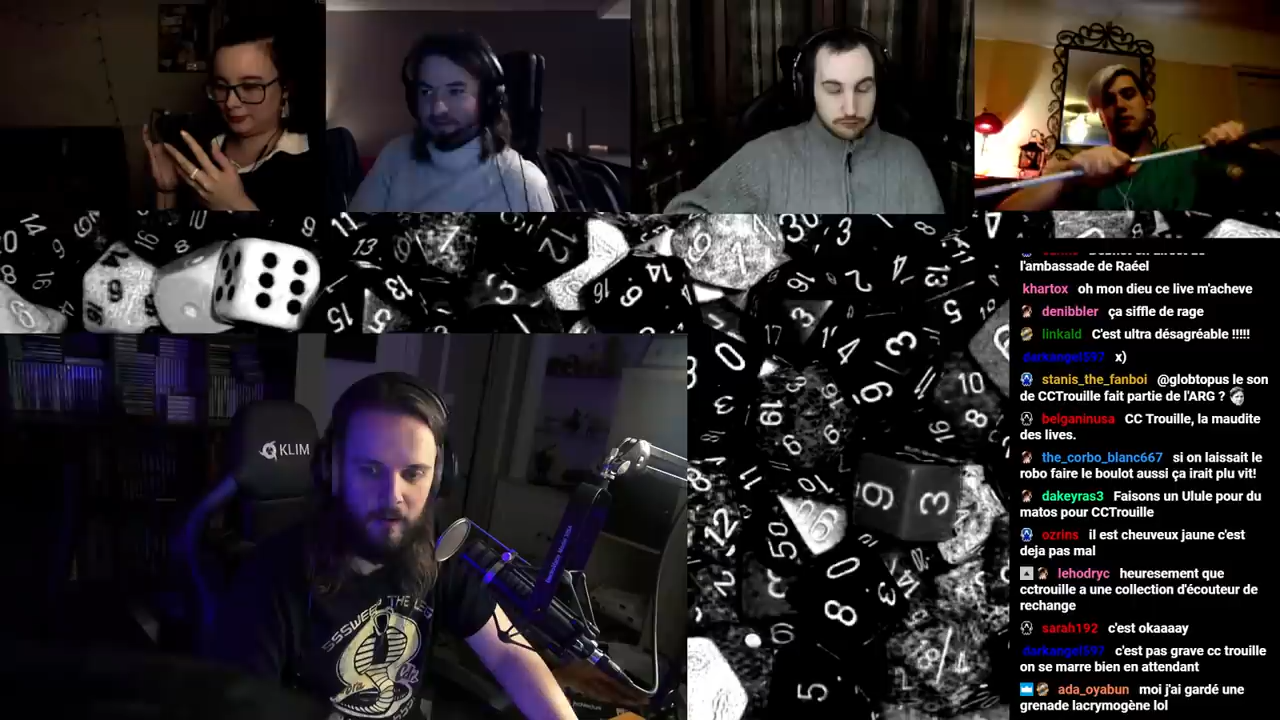 l'ambassade de Raéel
khartox oh mon dieu ce live m'acheve
denibbler ça siffle de rage
linkald C'est ultra désagréable !!!!!
darkangel597 x)
stanis_the_fanboi @globtopus le son
de CCTrouille fait partie de l'ARG ?
belganinusa CC Trouille, la maudite
des lives.
the_corbo_blanc667 si on laissait le
robo faire le boulot aussi ça irait plu vit!
dakeyras3 Faisons un Ulule pour du
matos pour CCTrouille
ozrins il est cheuveux jaune c'est
deja pas mal
lehodryc heuresement que
cctrouille a une collection d'écouteur de
rechange
sarah192 c'est okaaaay
darkangel597 c'est pas grave cc trouille
on se marre bien en attendant
ada_oyabun moi j'ai gardé une
grenade lacrymogène lol
KLIM